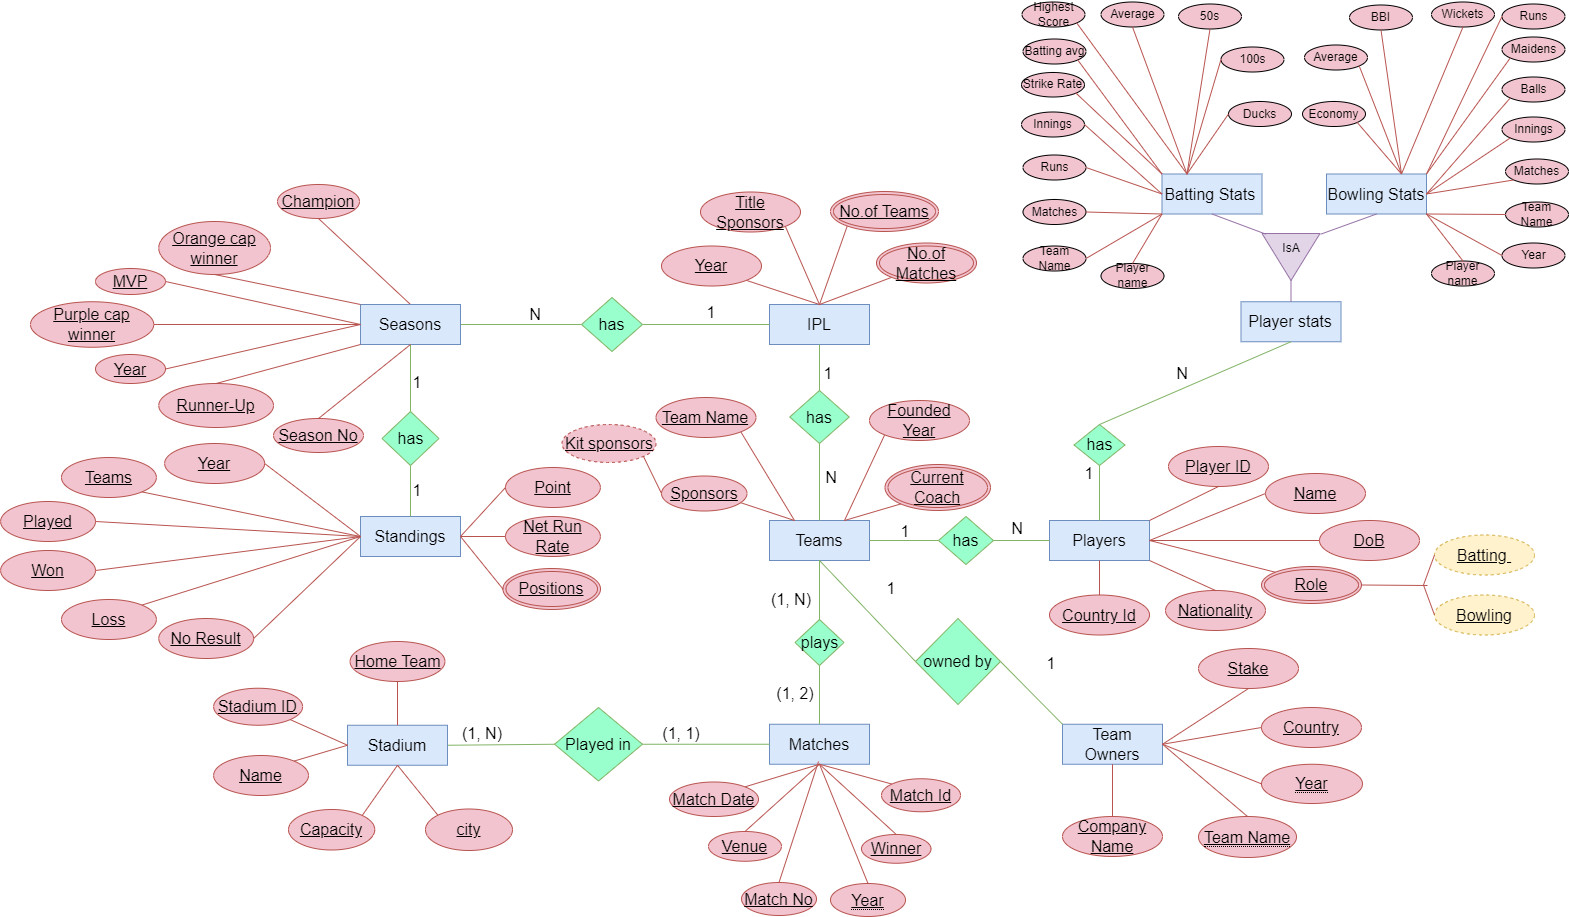 Highest
Score
Average
50s
BBI
Wickets
Runs
Batting avg
100s
Average
Maidens
Strike Rate
Balls
Innings
Ducks
Economy
Innings
Runs
Matches
Batting Stats
Bowling Stats
Matches
Team
Name
Team
Name
Player
name
IsA
Player
name
Year
Player stats
Champion
Orange cap
winner
MVP
Purple cap
winner
Year
Runner-Up
Season No
Seasons
N
has
1
IPL
Title
Sponsors
No.of Teams
Year
No.of
Matches
1
has
1
1
has
N
Year
Teams
Played
Won
Loss
No Result
Standings
Point
Net Run
Rate
Positions
Kit sponsors
Team Name
Founded
Year
Sponsors
Current
Coach
Teams
1
has
N
Players
N
has
1
Player ID
Name
DoB
Role
Batting
Bowling
Nationality
Country Id
(1, N)
plays
(1, 2)
1
owned by
1
Home Team
Stadium ID
Name
Capacity
city
Stadium
(1, N)
Played in
(1, 1)
Matches
Match Date
Venue
Match No
Year
Winner
Match Id
Team
Owners
Stake
Country
Year
Team Name
Company
Name